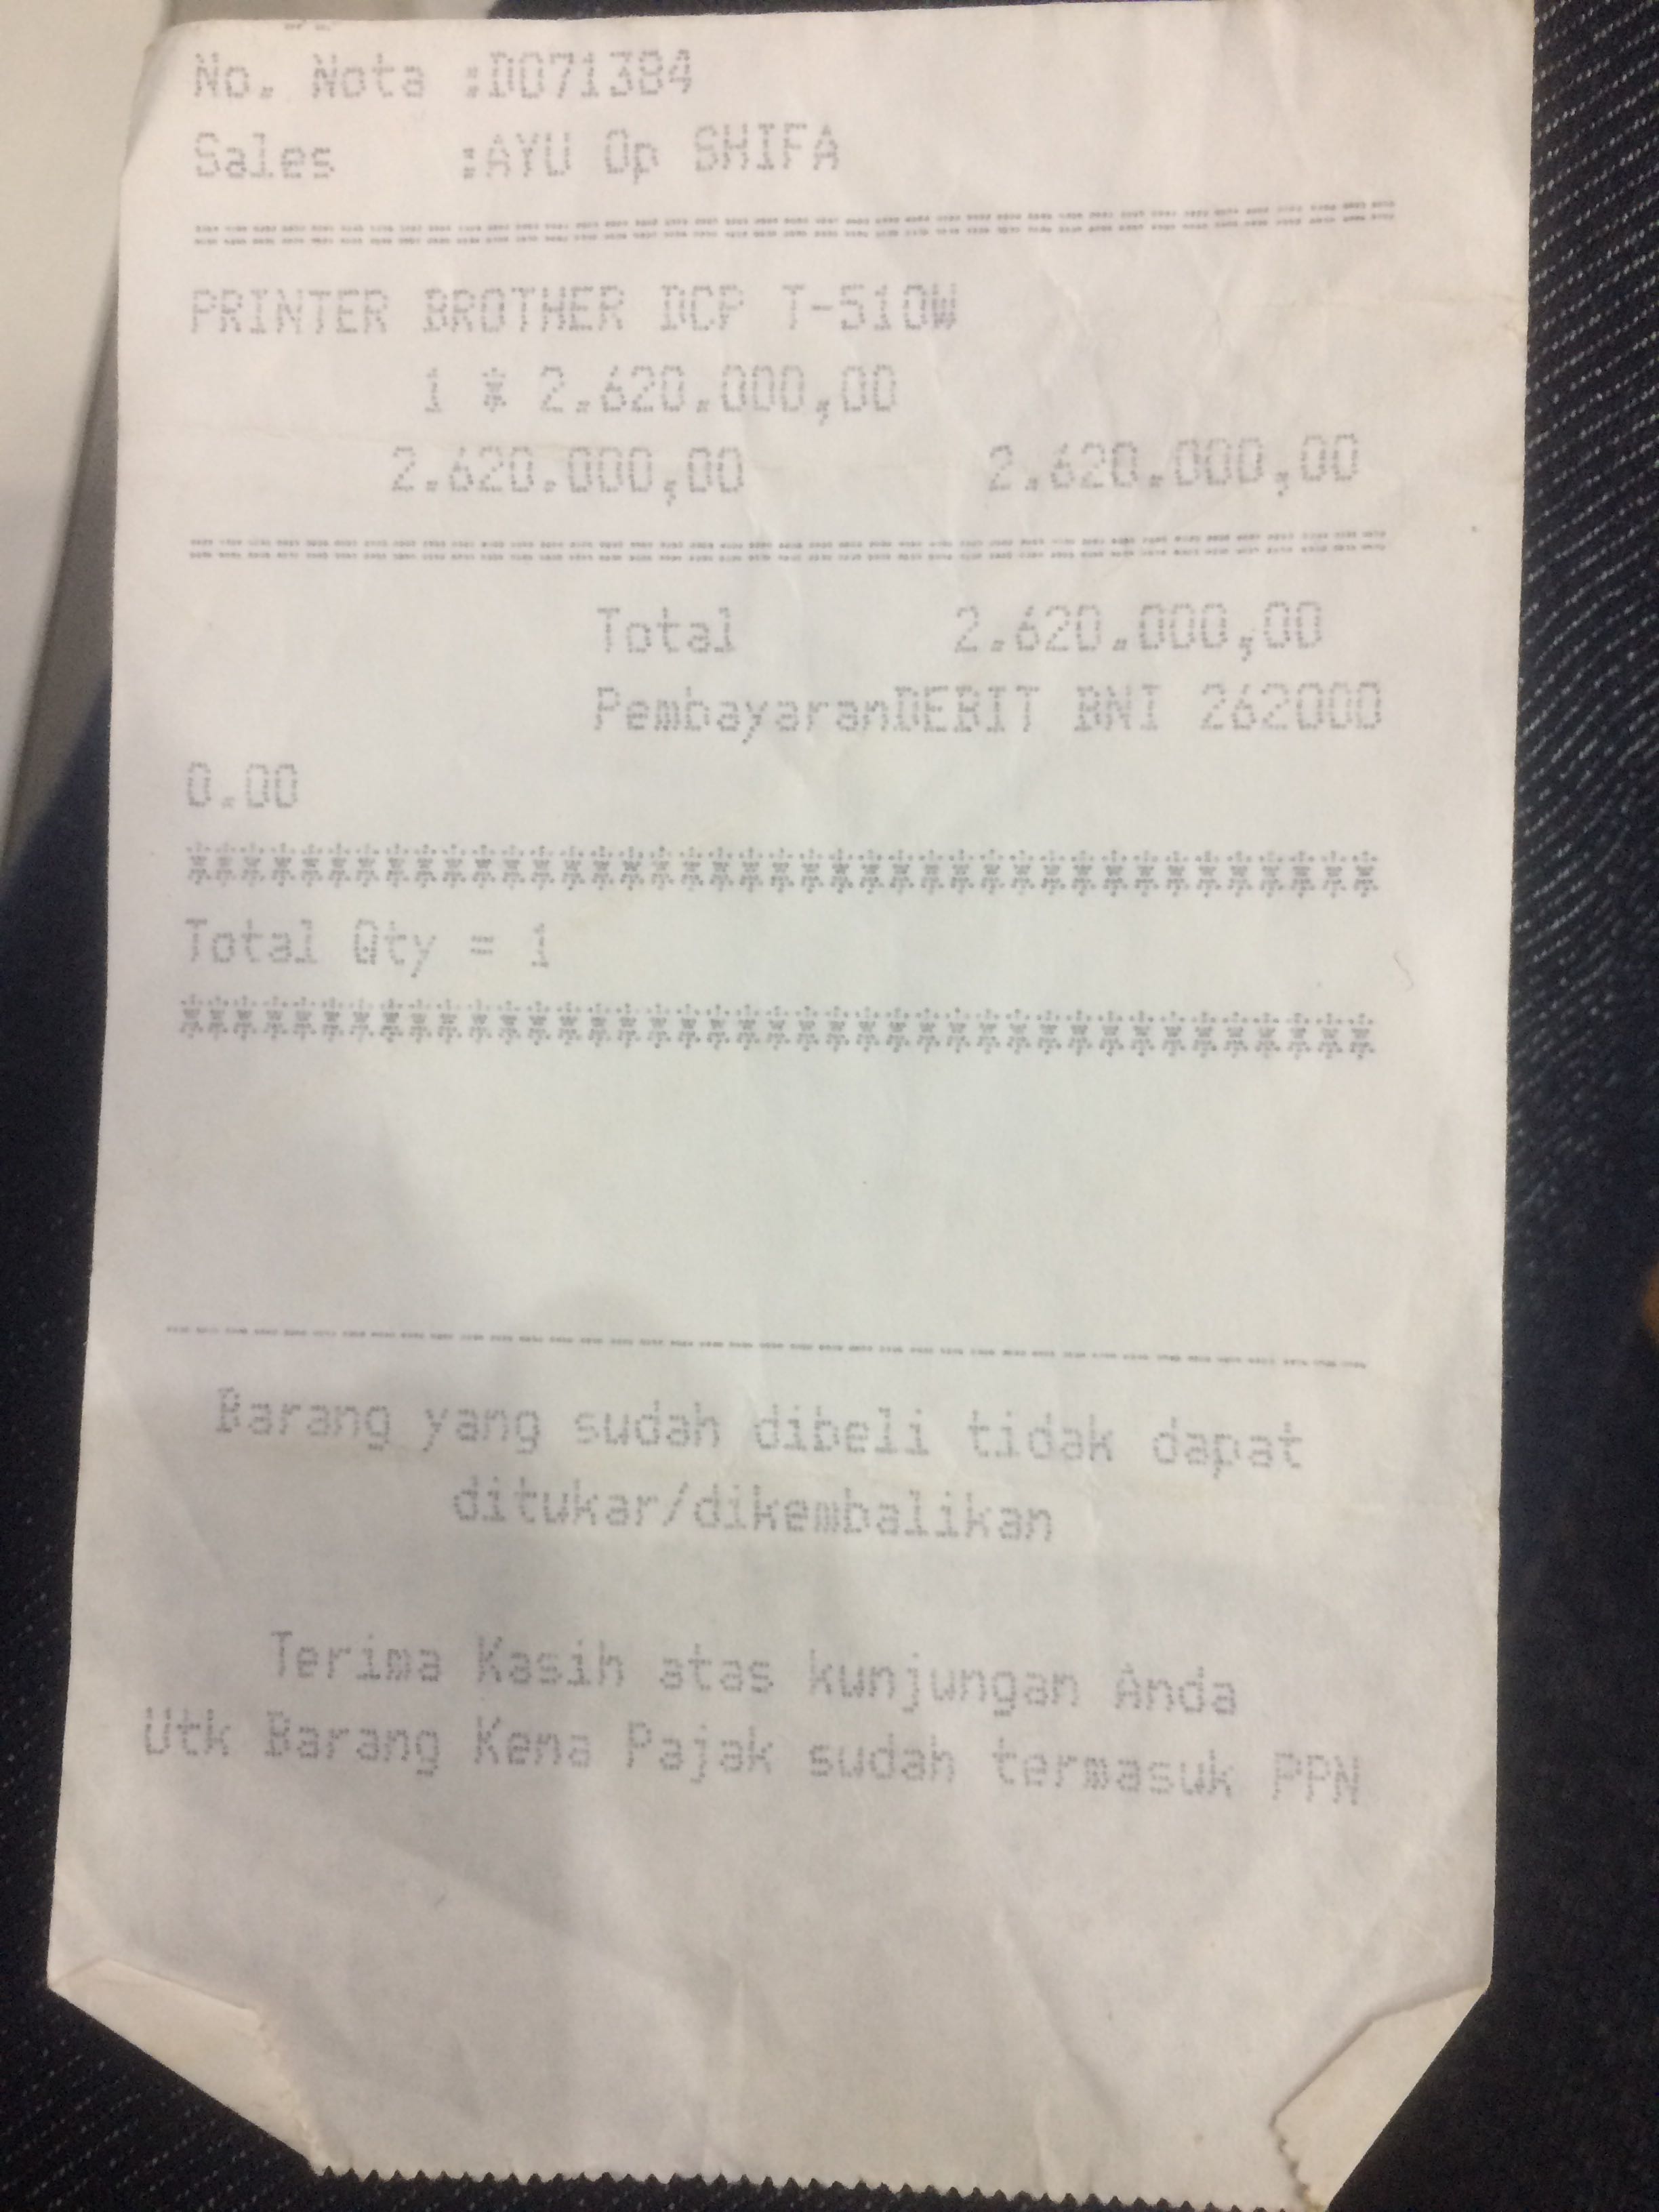 No. Nota :D071384
Sales :AYU Op SHIFA
========================================
PRINTER BROTHER DCP T-510W
1 * 2.620.000,00
2.620.000,00 2.620.000,00
========================================
Total 2.620.000,00
PembayaranDEBIT BNI 262000
0.00
****************************************
Total Qty = 1
****************************************
----------------------------------------
Barang yang sudah dibeli tidak dapat
ditukar/dikembalikan
Terima Kasih atas kunjungan Anda
Utk Barang Kena Pajak sudah termasuk PPN